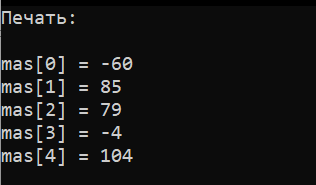 Печать:
mas[0] = -60
mas[1] = 85
mas[2] = 79
mas[3] = -4
mas[4] = 104